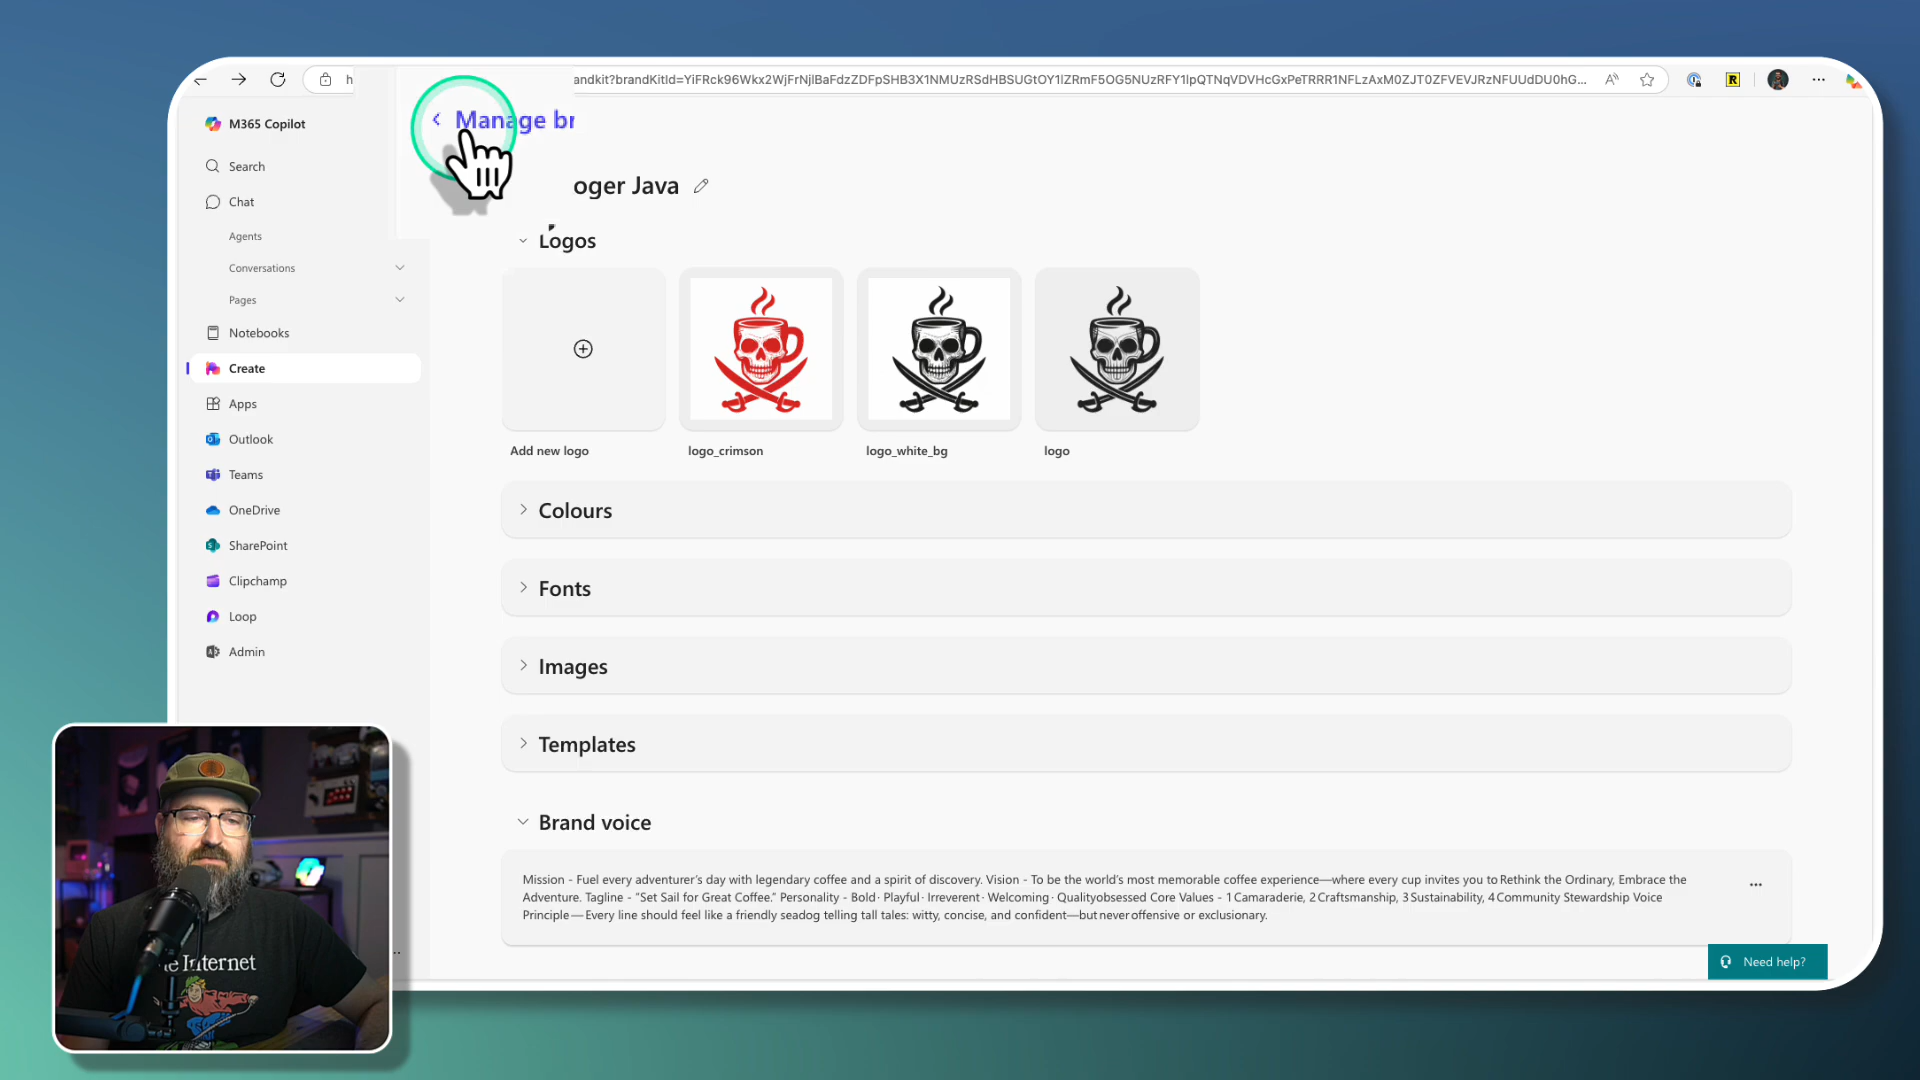 h
andkit?brandKitId=YiFRck96Wkx2WjFrNjlBaFdzZDFpSHB3X1NMUzRSdHBSUGtOY1lZRmF5OG5NUzRFY1lpQTNqVDVHcGxPeTRRR1NFLzAxM0ZJT0ZFVEVJRzNFUUdDU0hG...
M365 Copilot
Manage br
Search
oger Java
Chat
Agents
Logos
Conversations
Pages
Notebooks
Create
Apps
Outlook
Add new logo
logo_crimson
logo_white_bg
logo
Teams
OneDrive
Colours
SharePoint
Clipchamp
Fonts
Loop
Admin
Images
Templates
Brand voice
Mission - Fuel every adventurer's day with legendary coffee and a spirit of discovery. Vision - To be the world's most memorable coffee experience—where every cup invites you to Rethink the Ordinary, Embrace the
Adventure. Tagline - "Set Sail for Great Coffee." Personality - Bold · Playful · Irreverent · Welcoming · Qualityobsessed Core Values - 1 Camaraderie, 2 Craftsmanship, 3 Sustainability, 4 Community Stewardship Voice
Principle — Every line should feel like a friendly seadog telling tall tales: witty, concise, and confident—but never offensive or exclusionary.
Need help?
he Internet